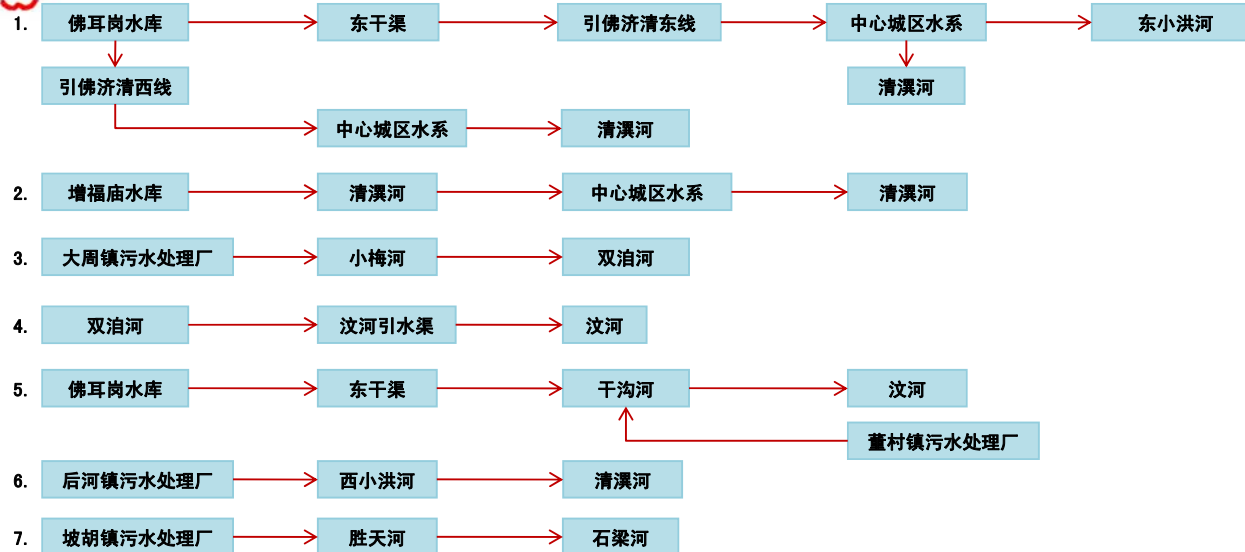 1. 佛耳岗水库 东干渠 引佛济清东线 中心城区水系 东小洪河
引佛济清西线 清潩河
中心城区水系 清潩河
2. 增福庙水库 清潩河 中心城区水系 清潩河
3. 大周镇污水处理厂 小梅河 双洎河
4. 双洎河 汶河引水渠 汶河
5. 佛耳岗水库 东干渠 干沟河 汶河
董村镇污水处理厂
6. 后河镇污水处理厂 西小洪河 清潩河
7. 坡胡镇污水处理厂 胜天河 石梁河